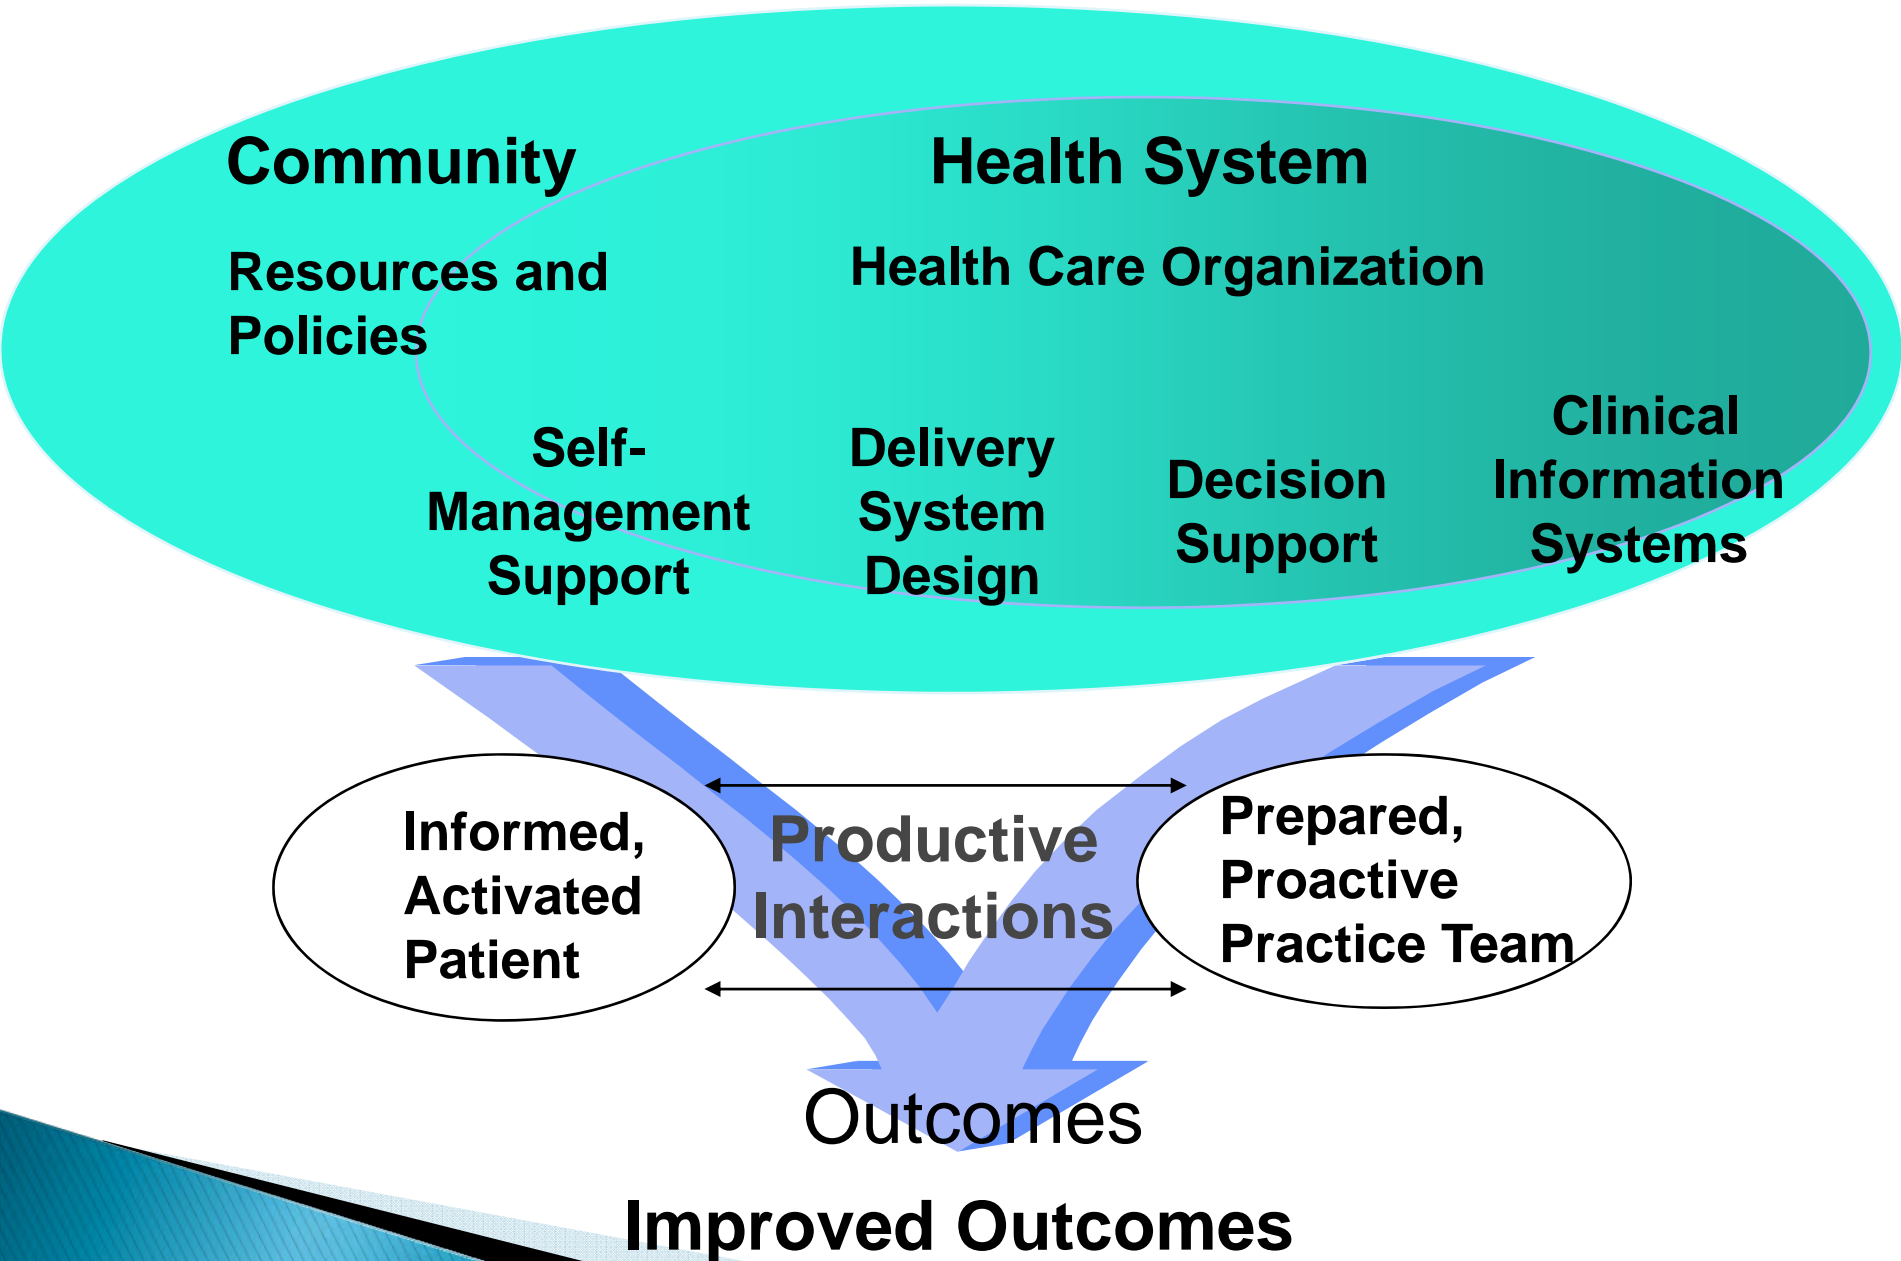 Community
Health System
Resources and
Policies
Health Care Organization
Self-
Management
Support
Delivery
System
Design
Decision
Support
Clinical
Information
Systems
Informed,
Activated
Patient
Productive
Interactions
Prepared,
Proactive
Practice Team
Outcomes
Improved Outcomes